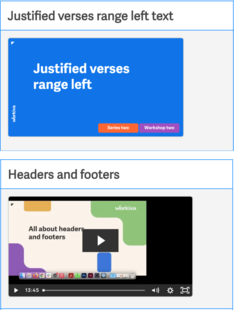 Justified verses range left text
Justified verses
range left
Series two
Workshop two
Headers and footers
All about headers
and footers
13:45